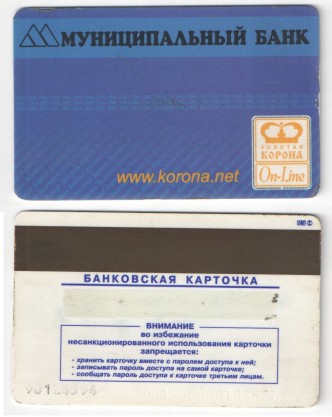 МУНИЦИПАЛЬНЫЙ БАНК
ЗОЛОТАЯ
КОРОНА
On-Line
www.korona.net
БАНКОВСКАЯ КАРТОЧКА
ВНИМАНИЕ
во избежание
несанкционированного использования карточки
запрещается:
- хранить карточку вместе с паролем доступа к ней;
- записывать пароль доступа на самой карточке;
- сообщать пароль доступа к карточке третьим лицам.